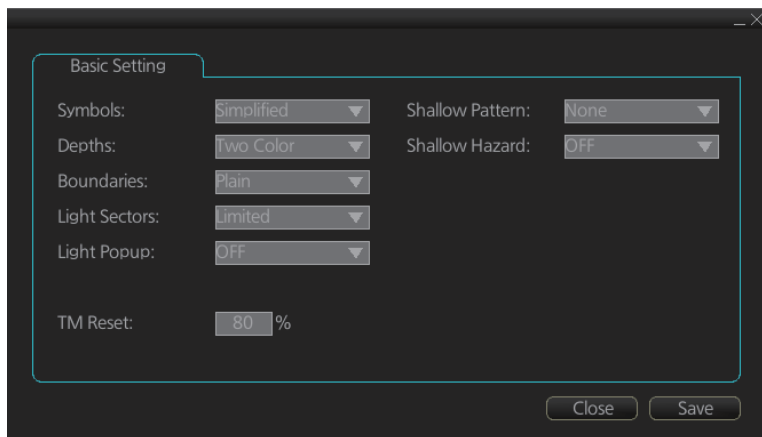 Basic Setting
Symbols: Simplified Shallow Pattern: None
Depths: Two Color Shallow Hazard: OFF
Boundaries: Plain
Light Sectors: Limited
Light Popup: OFF
TM Reset: 80 %
Close Save